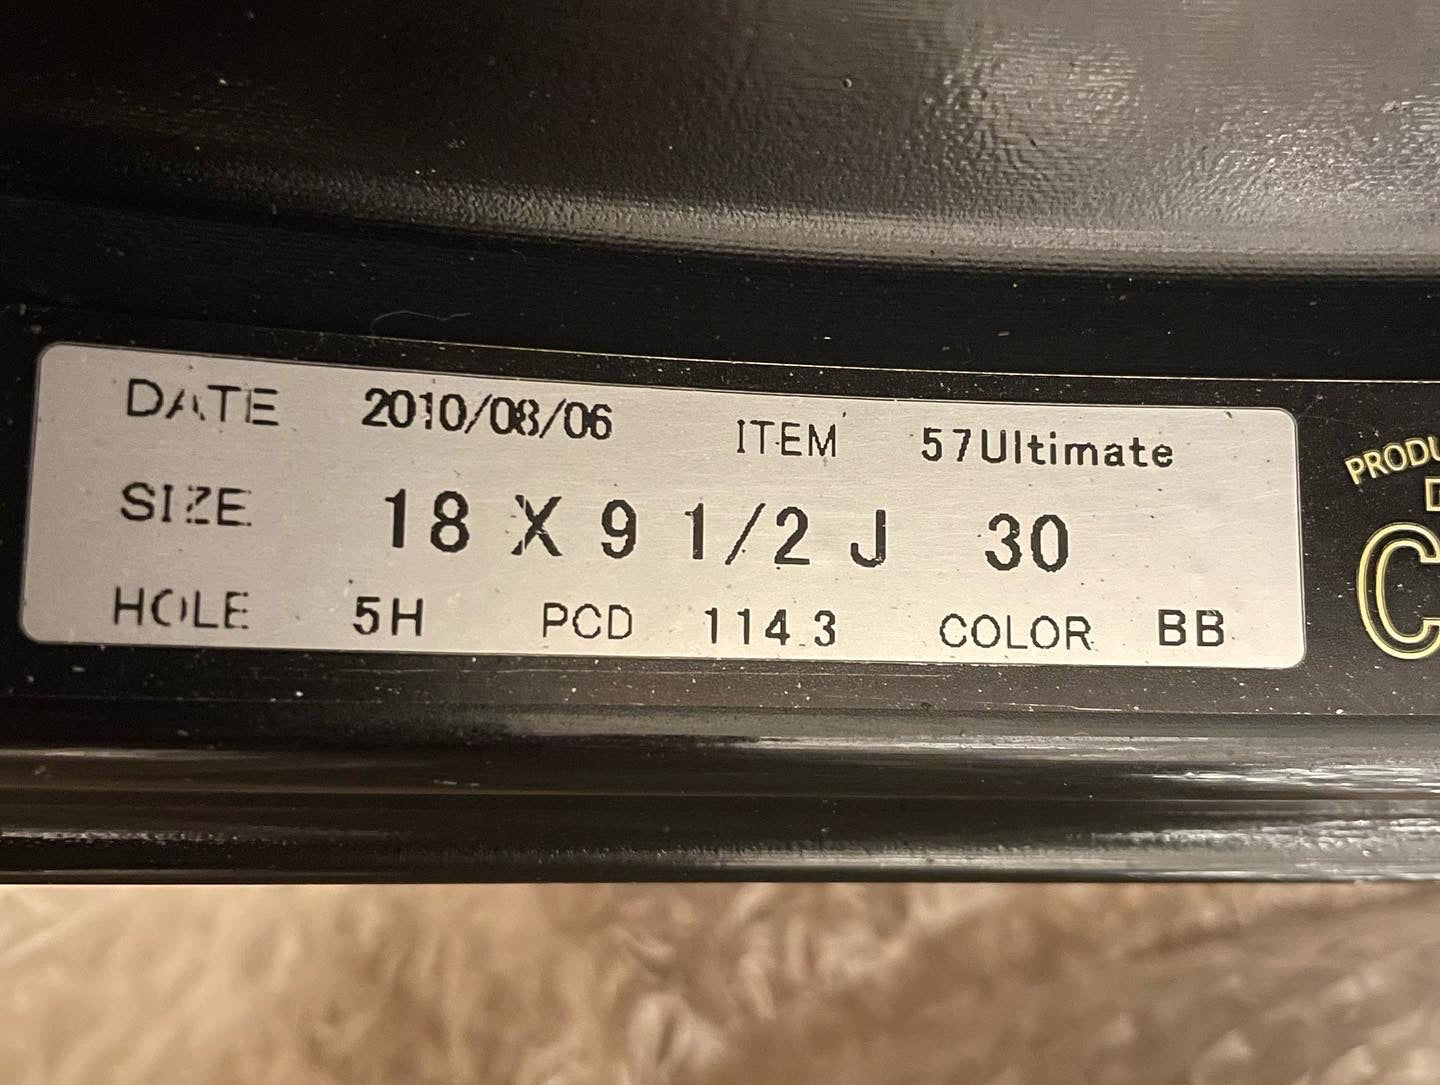 DATE 2010/08/06 ITEM 57Ultimate
SIZE 18 X 9 1/2 J 30
HOLE 5H PCD 114.3 COLOR BB